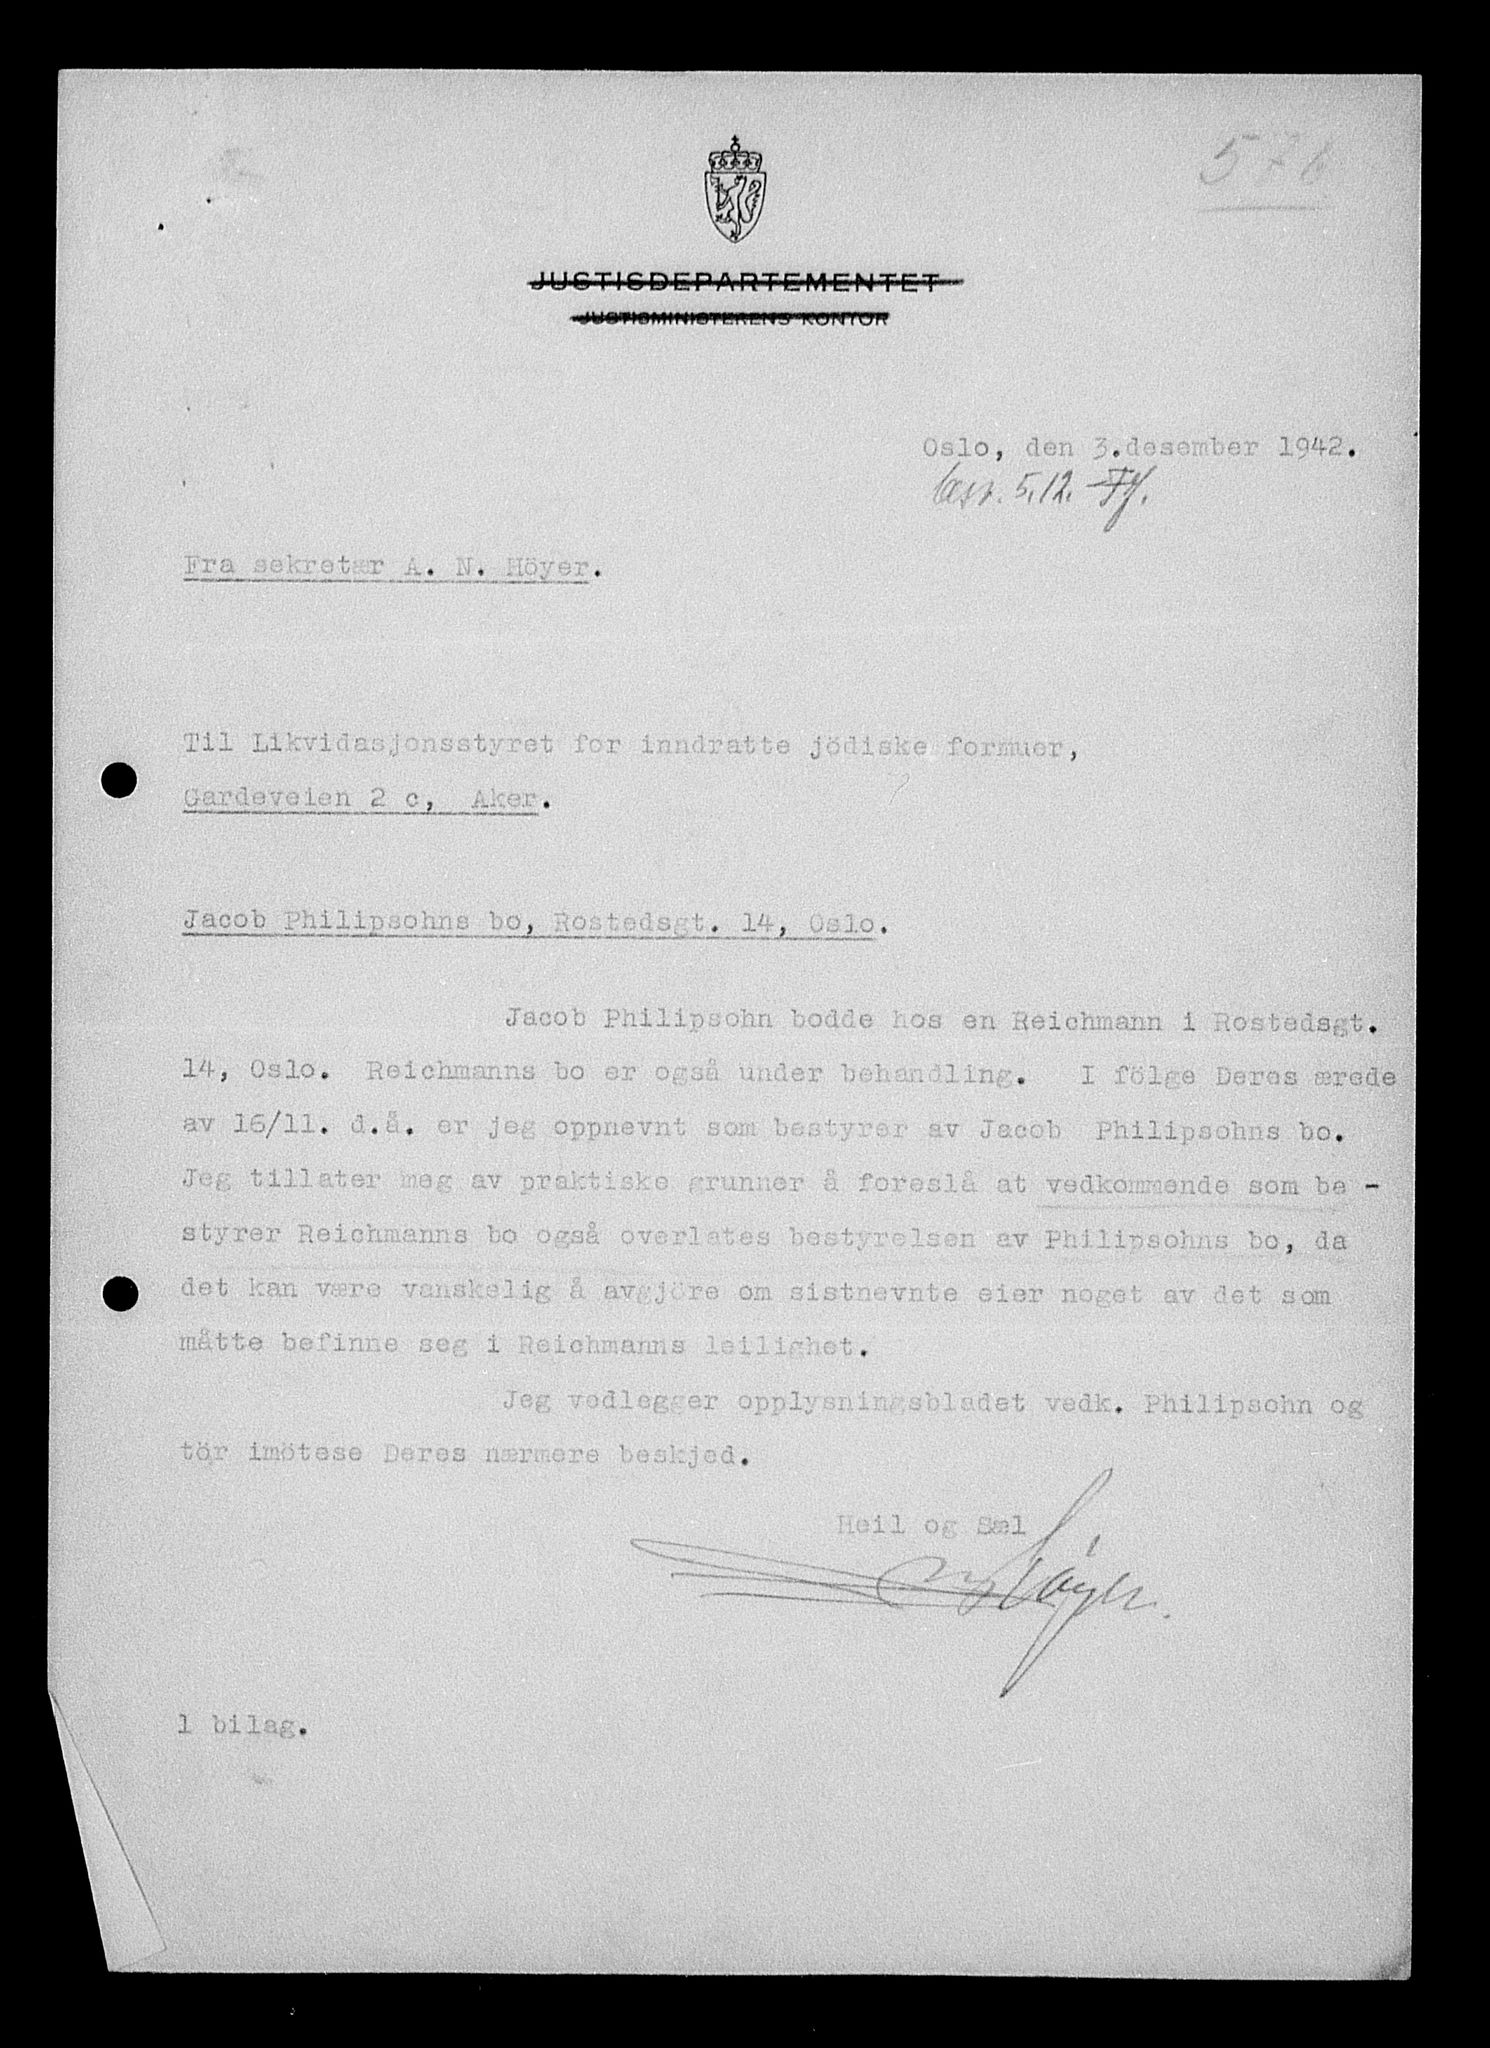 576
JUSTISDEPARTEMENTET
JUSTISMINISTERENS KONTOR
Oslo, den 3.desember 1942.
5.12.
Fra sekretær A. N. Höyer.
Til Likvidasjonsstyret for inndratte jödiske formuer,
Gardeveien 2 c, Aker.
Jacob Philipsohns bo, Rostedsgt. 14, Oslo.
Jacob Philipsohn bodde hos en Reichmann i Rostedsgt.
14, Oslo. Reichmanns bo er også under behandling. I fölge Deres ærede
av 16/11. d.å. er jeg oppnevnt som bestyrer av Jacob Philipsohns bo.
Jeg tillater meg av praktiske grunner å foreslå at vedkommende som be -
styrer Reichmanns bo også overlates bestyrelsen av Philipsohns bo, da
det kan være vanskelig å avgjöre om sistnevnte eier noget av det som
måtte befinne seg i Reichmanns leilighet.
Jeg vedlegger opplysningsbladet vedk. Philipsohn og
tör imötese Deres nærmere beskjed.
Heil og Sæl
Höyer.
1 bilag.